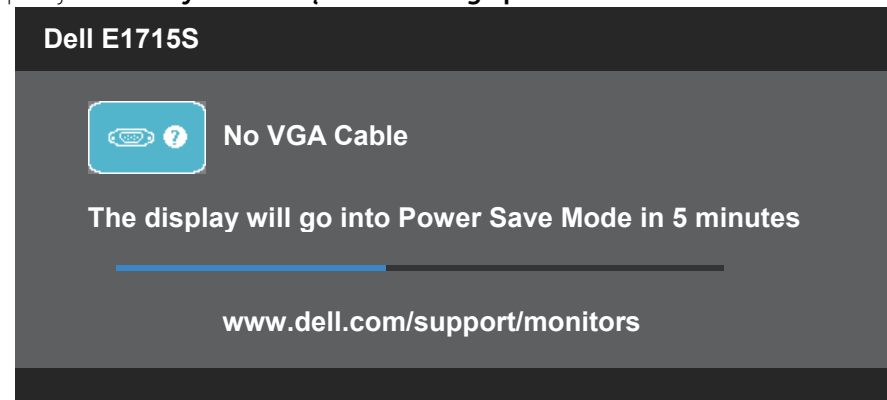 Dell E1715S
No VGA Cable
The display will go into Power Save Mode in 5 minutes
www.dell.com/support/monitors